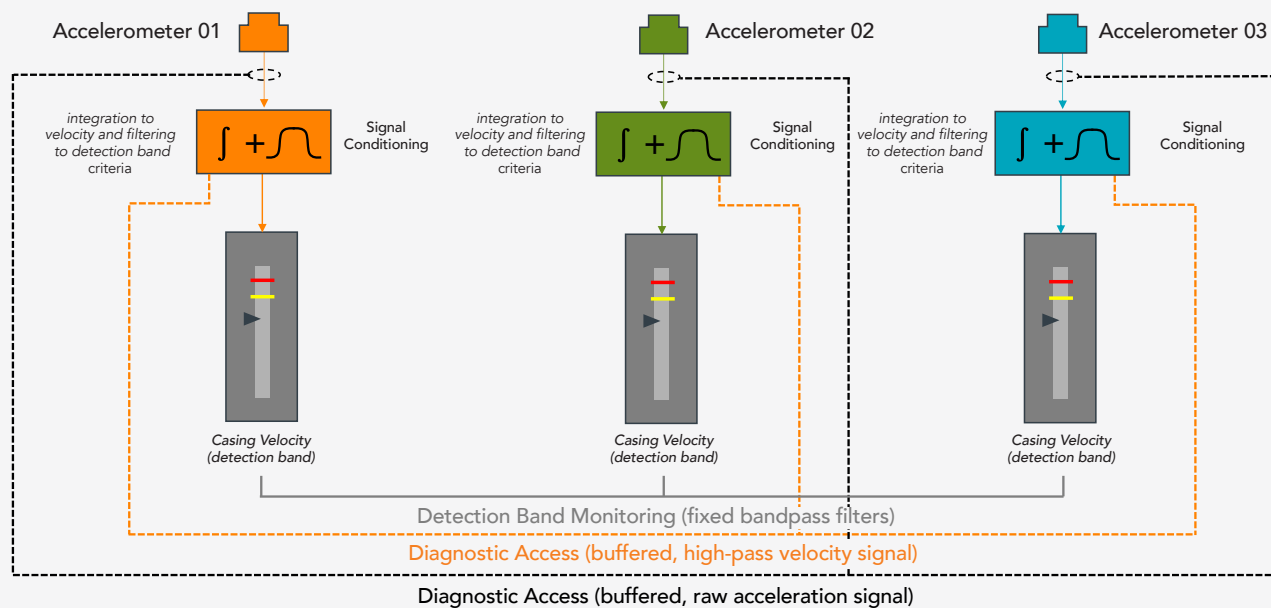 Accelerometer 01
Accelerometer 02
Accelerometer 03
integration to
velocity and filtering
to detection band
criteria
∫ +
Signal
Conditioning
integration to
velocity and filtering
to detection band
criteria
∫ +
Signal
Conditioning
integration to
velocity and filtering
to detection band
criteria
∫ +
Signal
Conditioning
Casing Velocity
(detection band)
Casing Velocity
(detection band)
Casing Velocity
(detection band)
Detection Band Monitoring (fixed bandpass filters)
Diagnostic Access (buffered, high-pass velocity signal)
Diagnostic Access (buffered, raw acceleration signal)